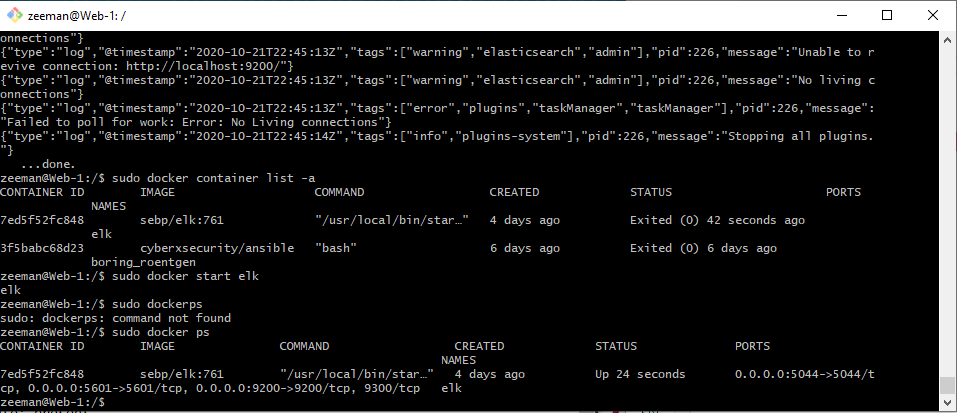 zeeman@Web-1: /
onnections"}
{"type":"log","@timestamp":"2020-10-21T22:45:13Z","tags":["warning","elasticsearch","admin"],"pid":226,"message":"Unable to r
evive connection: http://localhost:9200/"}
{"type":"log","@timestamp":"2020-10-21T22:45:13Z","tags":["warning","elasticsearch","admin"],"pid":226,"message":"No living c
onnections"}
{"type":"log","@timestamp":"2020-10-21T22:45:13Z","tags":["error","plugins","taskManager","taskManager"],"pid":226,"message":
"Failed to poll for work: Error: No Living connections"}
{"type":"log","@timestamp":"2020-10-21T22:45:14Z","tags":["info","plugins-system"],"pid":226,"message":"Stopping all plugins.
"}
...done.
zeeman@Web-1:/$ sudo docker container list -a
CONTAINER ID IMAGE COMMAND CREATED STATUS PORTS
NAMES
7ed5f52fc848 sebp/elk:761 "/usr/local/bin/star…" 4 days ago Exited (0) 42 seconds ago
elk
3f5babc68d23 cyberxsecurity/ansible "bash" 6 days ago Exited (0) 6 days ago
boring_roentgen
zeeman@Web-1:/$ sudo docker start elk
elk
zeeman@Web-1:/$ sudo dockerps
sudo: dockerps: command not found
zeeman@Web-1:/$ sudo docker ps
CONTAINER ID IMAGE COMMAND CREATED STATUS PORTS
NAMES
7ed5f52fc848 sebp/elk:761 "/usr/local/bin/star…" 4 days ago Up 24 seconds 0.0.0.0:5044->5044/t
cp, 0.0.0.0:5601->5601/tcp, 0.0.0.0:9200->9200/tcp, 9300/tcp elk
zeeman@Web-1:/$